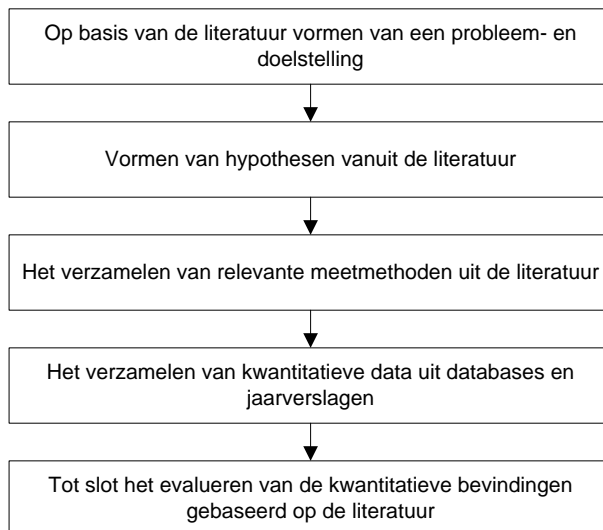 Op basis van de literatuur vormen van een probleem- en
doelstelling
Vormen van hypothesen vanuit de literatuur
Het verzamelen van relevante meetmethoden uit de literatuur
Het verzamelen van kwantitatieve data uit databases en
jaarverslagen
Tot slot het evalueren van de kwantitatieve bevindingen
gebaseerd op de literatuur